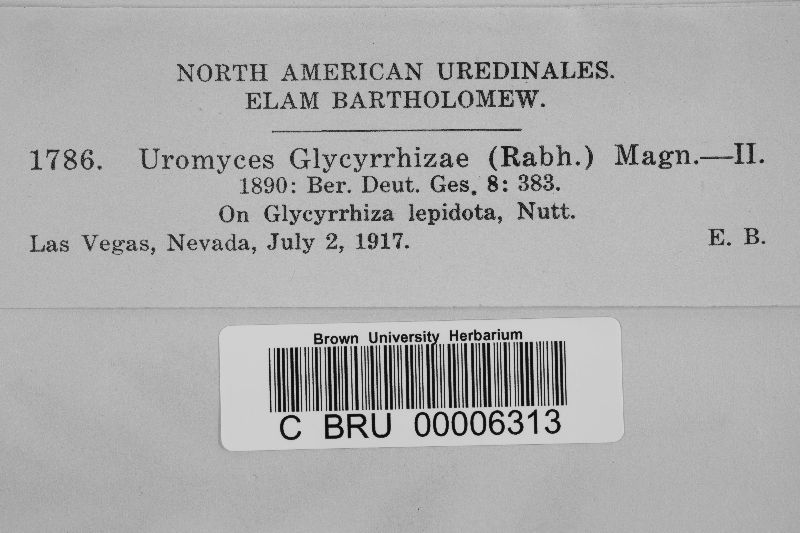 NORTH AMERICAN UREDINALES.
ELAM BARTHOLOMEW.
1786. Uromyces Glycyrrhizae (Rabh.) Magn.—II.
1890: Ber. Deut. Ges. 8: 383.
On Glycyrrhiza lepidota, Nutt.
Las Vegas, Nevada, July 2, 1917. E. B.
Brown University Herbarium
C BRU 00006313